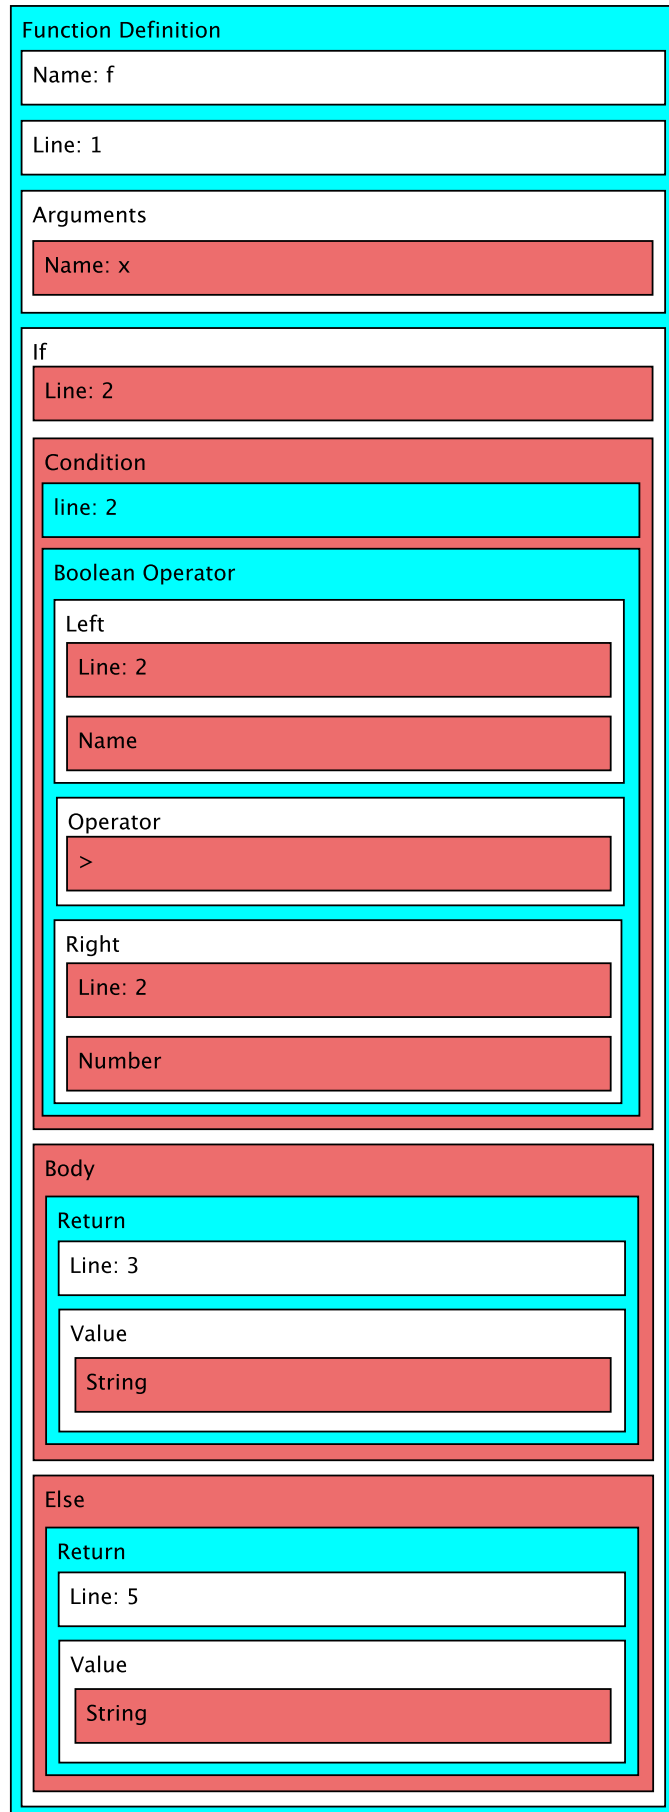 Function Definition
Name: f
Line: 1
Arguments
Name: x
If
Line: 2
Condition
line: 2
Boolean Operator
Left
Line: 2
Name
Operator
>
Right
Line: 2
Number
Body
Return
Line: 3
Value
String
Else
Return
Line: 5
Value
String